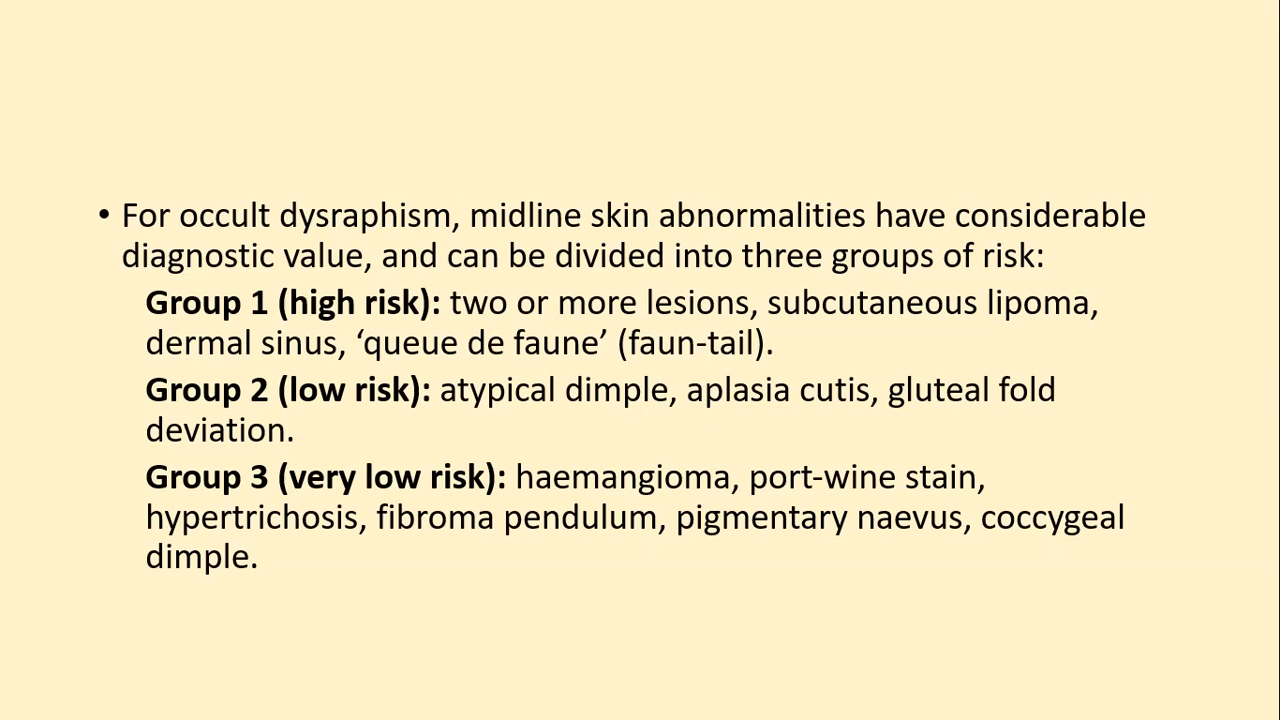 • For occult dysraphism, midline skin abnormalities have considerable
diagnostic value, and can be divided into three groups of risk:
Group 1 (high risk): two or more lesions, subcutaneous lipoma,
dermal sinus, ‘queue de faune’ (faun-tail).
Group 2 (low risk): atypical dimple, aplasia cutis, gluteal fold
deviation.
Group 3 (very low risk): haemangioma, port-wine stain,
hypertrichosis, fibroma pendulum, pigmentary naevus, coccygeal
dimple.